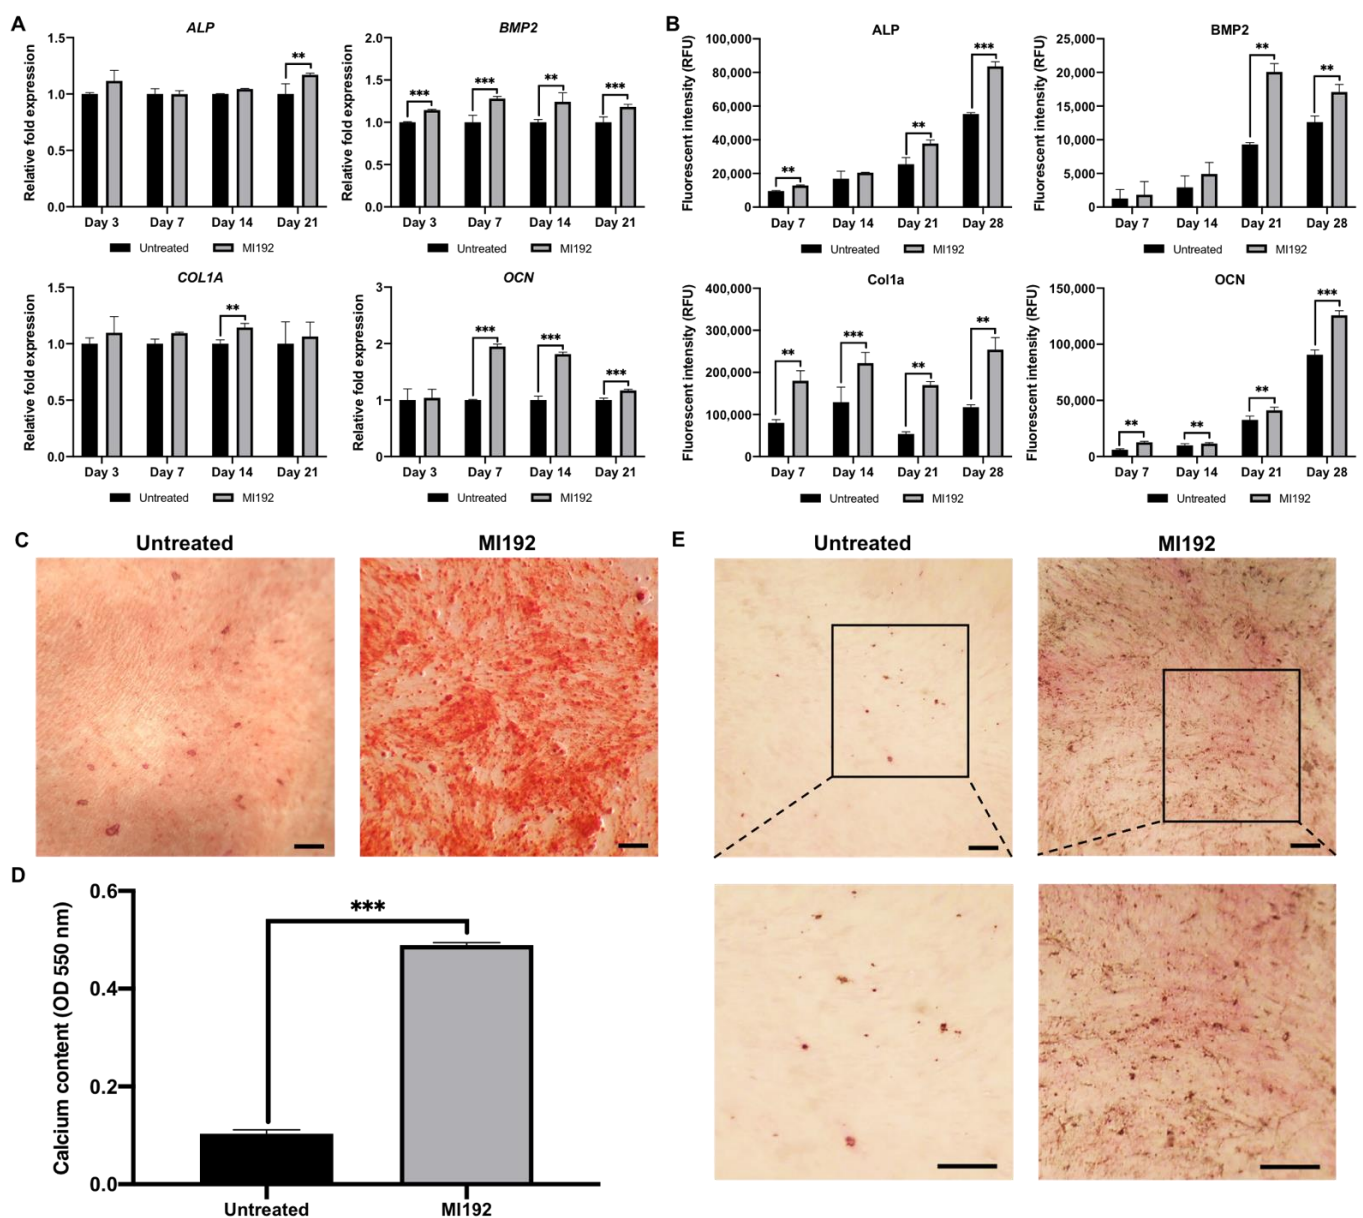 A
ALP
Relative fold expression
1.5
1.0
0.5
0.0
**
Day 3 Day 7 Day 14 Day 21
Untreated MI192
BMP2
Relative fold expression
2.0
1.5
1.0
0.5
0.0
*** *** ** ***
Day 3 Day 7 Day 14 Day 21
Untreated MI192
COL1A
Relative fold expression
1.5
1.0
0.5
0.0
**
Day 3 Day 7 Day 14 Day 21
Untreated MI192
OCN
Relative fold expression
3
2
1
0
*** *** ***
Day 3 Day 7 Day 14 Day 21
Untreated MI192
B
ALP
Fluorescent intensity (RFU)
100,000
80,000
60,000
40,000
20,000
0
** ** ***
Day 7 Day 14 Day 21 Day 28
Untreated MI192
BMP2
Fluorescent intensity (RFU)
25,000
20,000
15,000
10,000
5,000
0
** **
Day 7 Day 14 Day 21 Day 28
Untreated MI192
Col1a
Fluorescent intensity (RFU)
400,000
300,000
200,000
100,000
0
** *** ** **
Day 7 Day 14 Day 21 Day 28
Untreated MI192
OCN
Fluorescent intensity (RFU)
150,000
100,000
50,000
0
** ** ** ***
Day 7 Day 14 Day 21 Day 28
Untreated MI192
C
Untreated MI192
D
Calcium content (OD 550 nm)
0.6
0.4
0.2
0.0
***
Untreated MI192
E
Untreated MI192